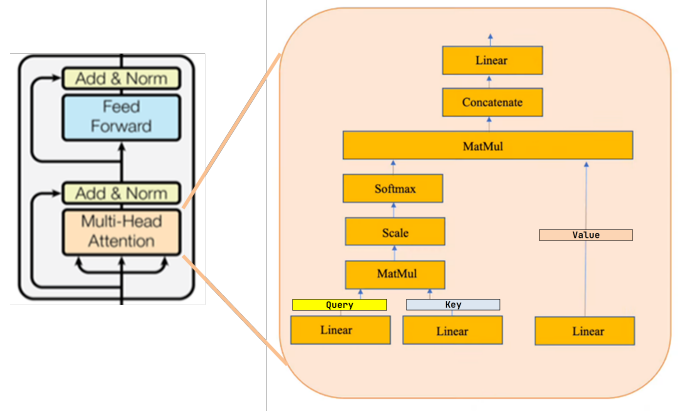 Add & Norm
Feed
Forward
Add & Norm
Multi-Head
Attention
Linear
Concatenate
MatMul
Softmax
Scale
Value
MatMul
Query
Key
Linear
Linear
Linear